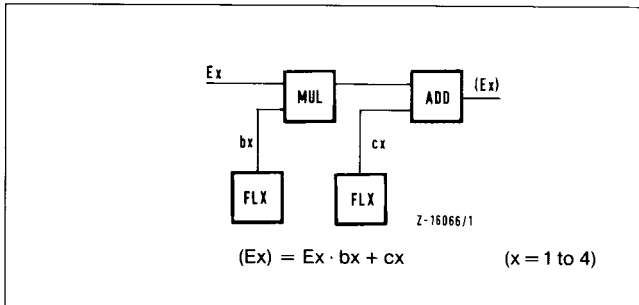 Ex
MUL
ADD
(Ex)
bx
cx
FLX
FLX
Z-16066/1
(Ex) = Ex · bx + cx (x = 1 to 4)